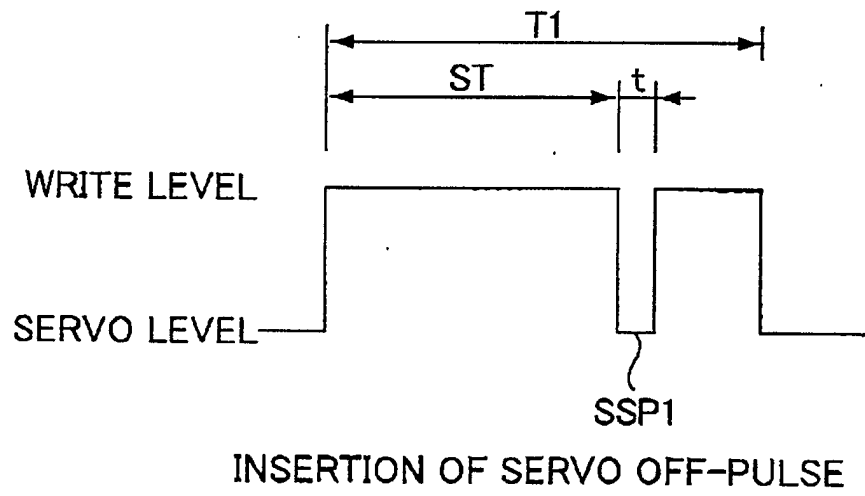 T1
ST
t
WRITE LEVEL
SERVO LEVEL
SSP1
INSERTION OF SERVO OFF-PULSE